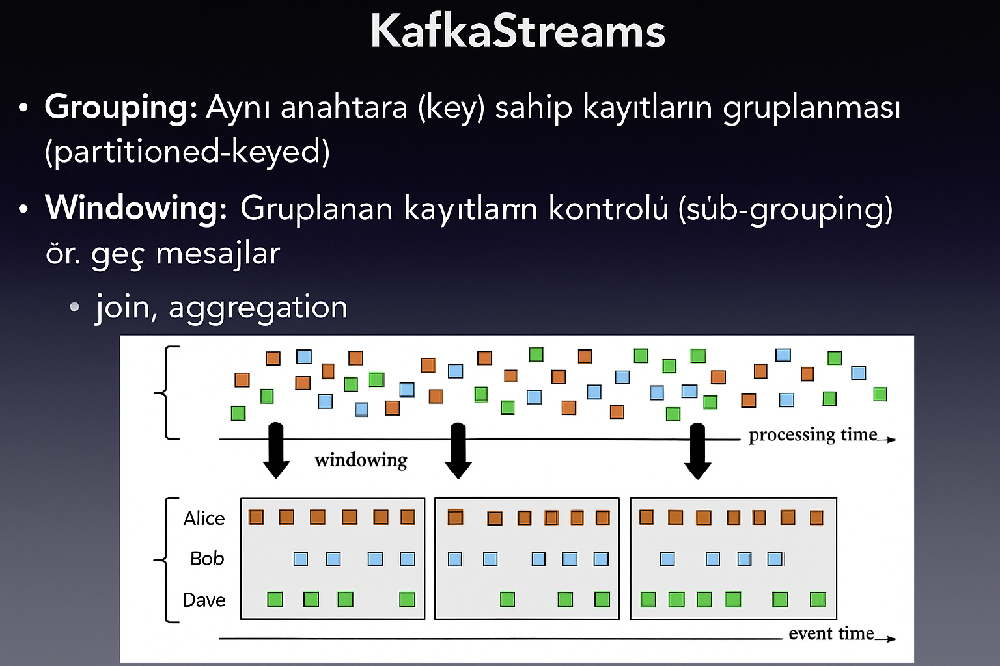 KafkaStreams
• Grouping: Aynı anahtara (key) sahip kayıtların gruplanması
(partitioned-keyed)
• Windowing: Gruplanan kayıtların kontrolú (sùb-grouping)
ör. geç mesajlar
• join, aggregation
processing time
windowing
Alice
Bob
Dave
event time